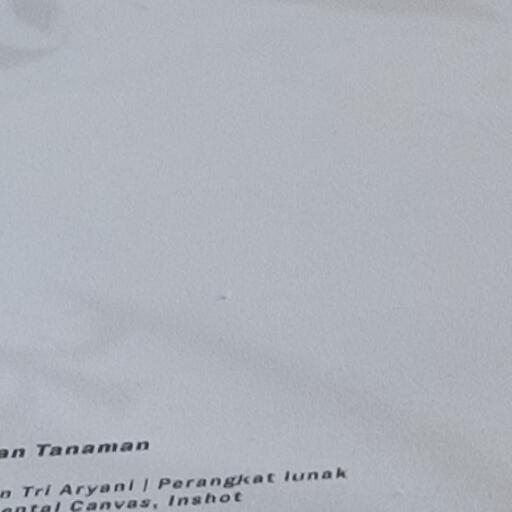 an Tanaman
n Tri Aryani | Perangkat lunak
ental Canvas, Inshot